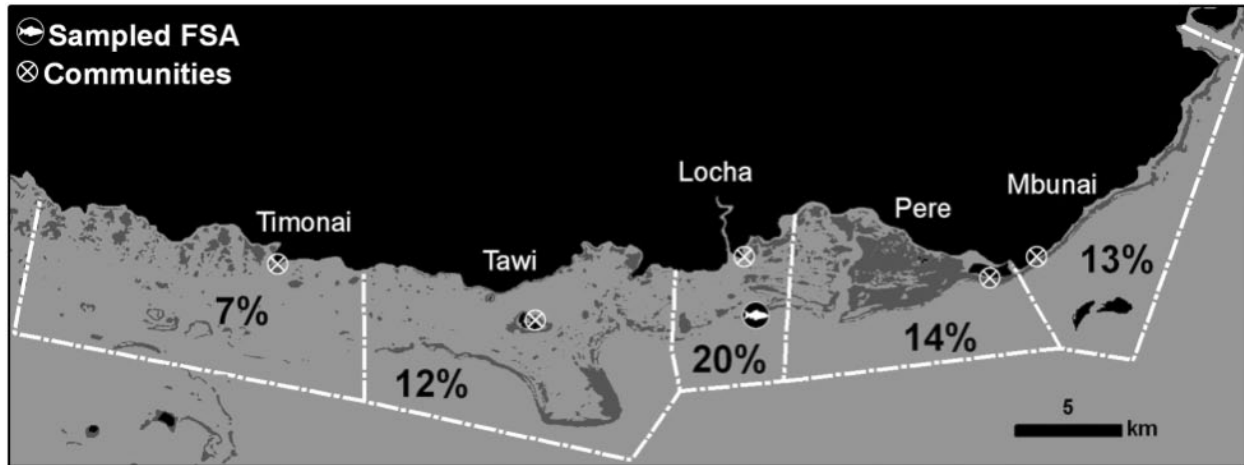 Sampled FSA
Communities
Locha
Timonai
Tawi
Pere
Mbunai
7%
12%
20%
14%
13%
5
km